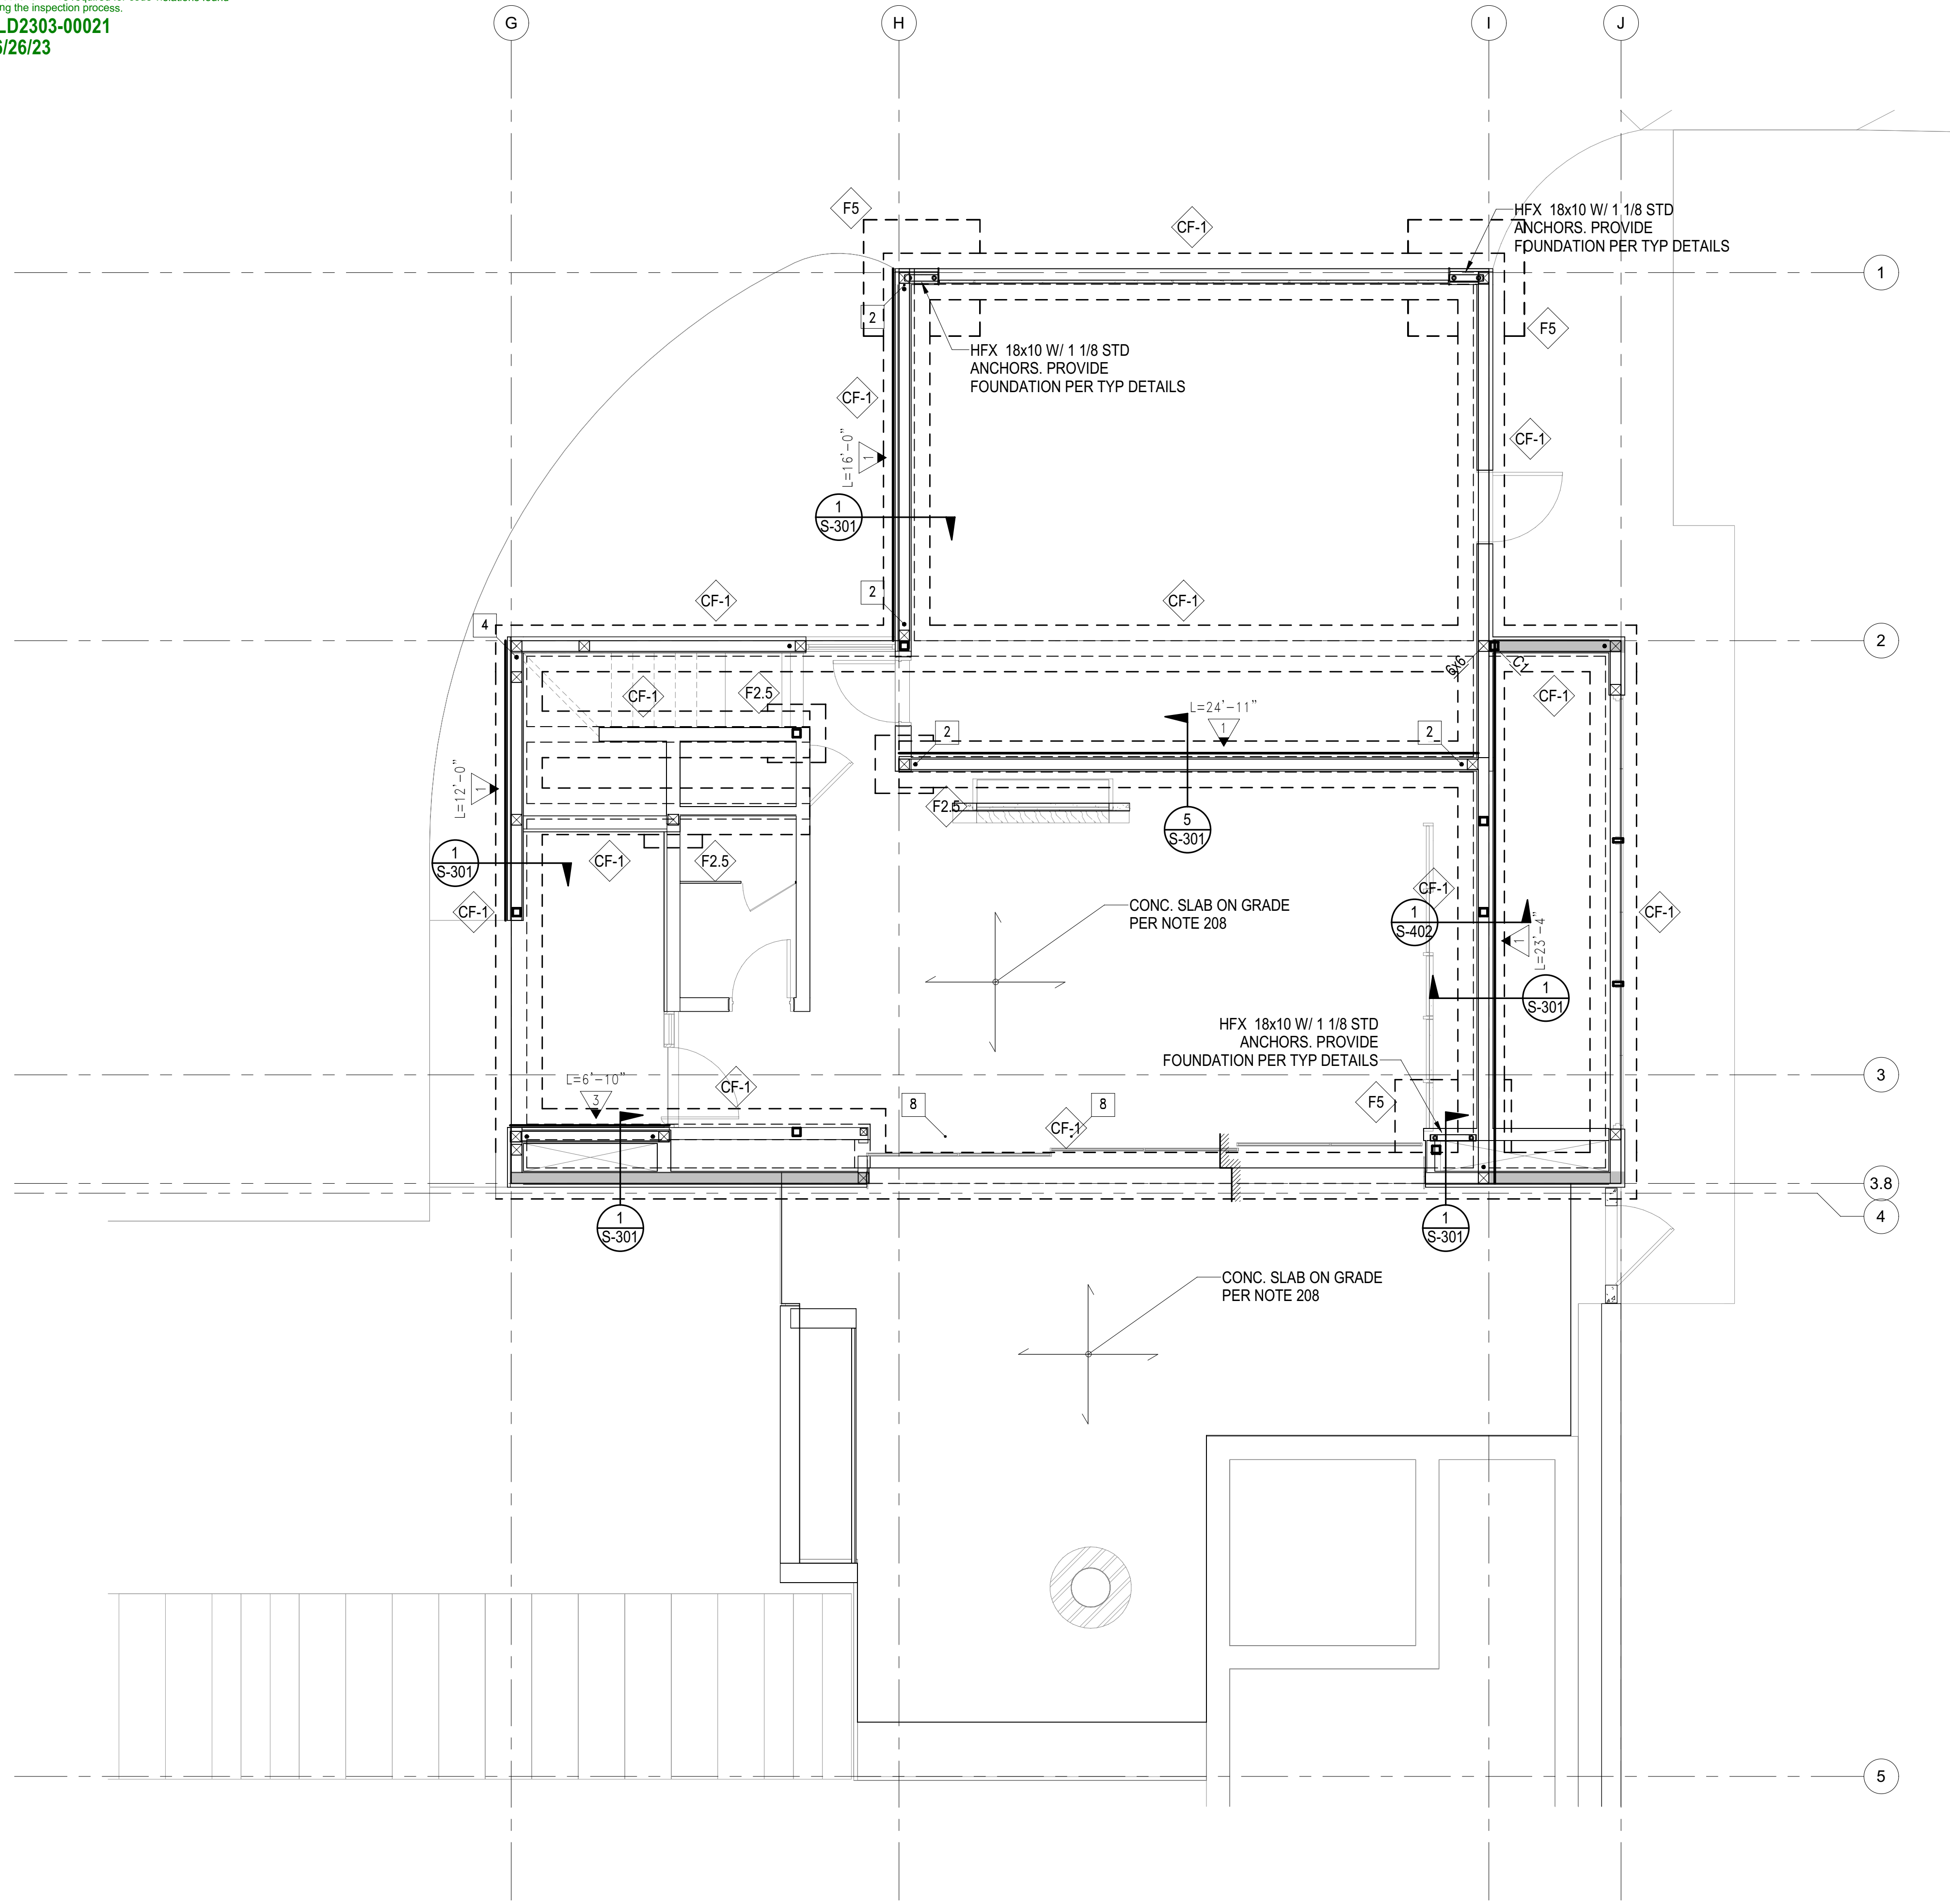 ng the inspection process.
LD2303-00021
6/26/23
G
H
I
J
F5
CF-1
HFX 18x10 W/ 1 1/8 STD
ANCHORS. PROVIDE
FOUNDATION PER TYP DETAILS
1
2
F5
HFX 18x10 W/ 1 1/8 STD
ANCHORS. PROVIDE
FOUNDATION PER TYP DETAILS
CF-1
L=16'-0"
1
CF-1
1
S-301
2
CF-1
CF-1
4
2
6x6
C1
CF-1
F2.5
CF-1
L=24'-11"
1
2
2
L=12'-0"
1
F2.5
5
S-301
1
S-301
CF-1
F2.5
CF-1
CF-1
CONC. SLAB ON GRADE
PER NOTE 208
1
S-402
CF-1
L=23'-4"
1
1
S-301
HFX 18x10 W/ 1 1/8 STD
ANCHORS. PROVIDE
FOUNDATION PER TYP DETAILS
3
L=6'-10"
3
CF-1
8
8
CF-1
F5
3.8
4
1
S-301
1
S-301
CONC. SLAB ON GRADE
PER NOTE 208
5